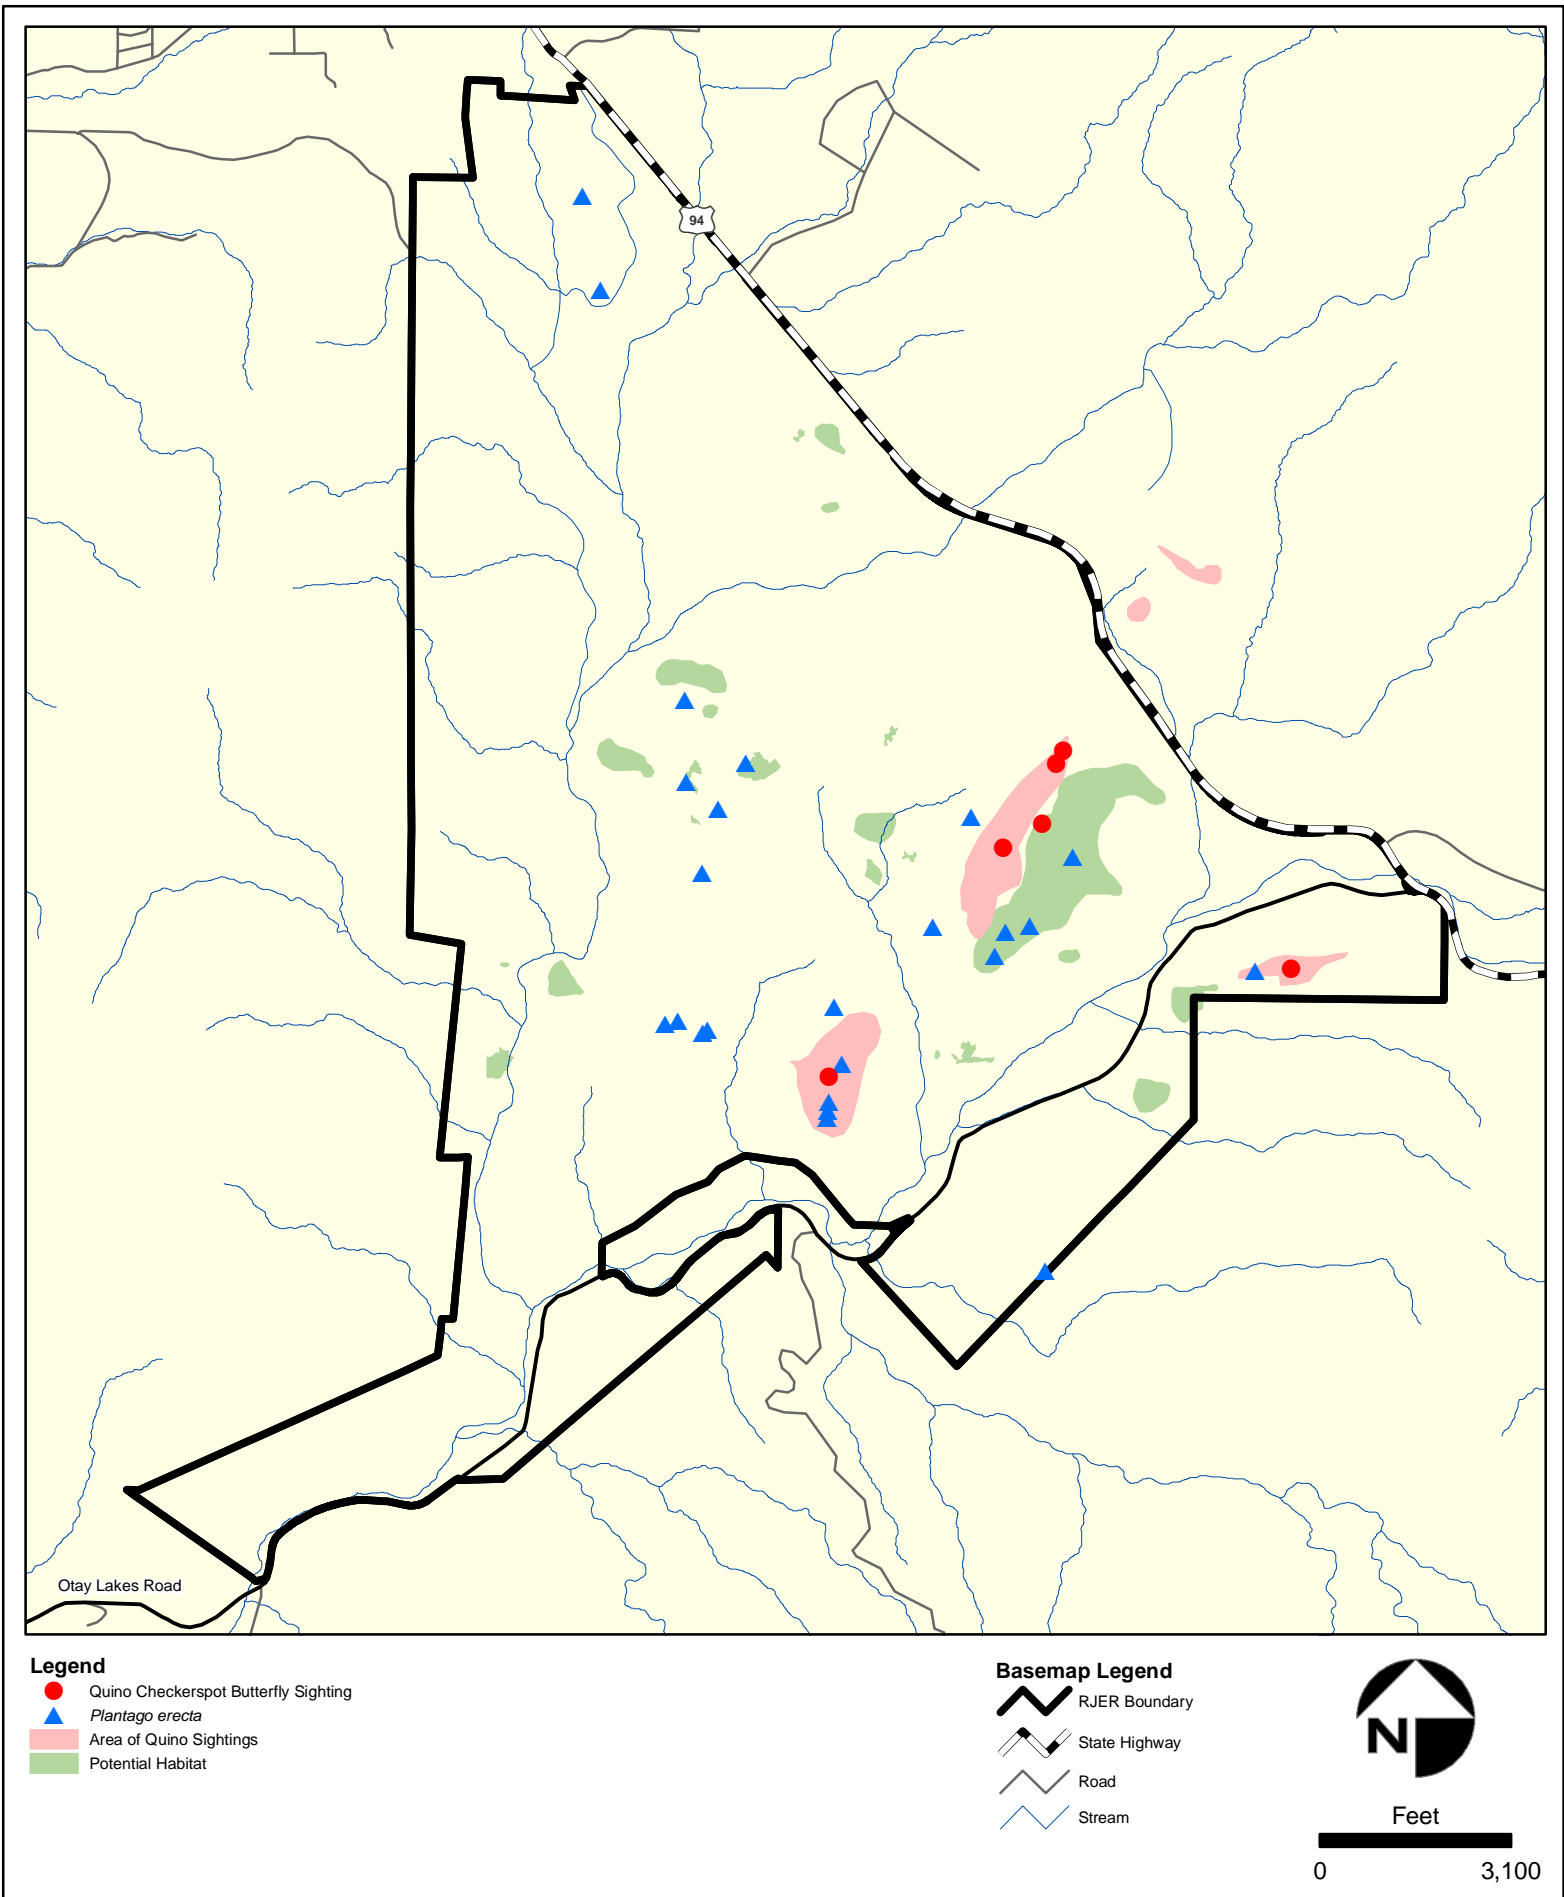 94
Otay Lakes Road
Legend
Quino Checkerspot Butterfly Sighting
Plantago erecta
Area of Quino Sightings
Potential Habitat
Basemap Legend
RJER Boundary
State Highway
Road
Stream
N
Feet
0 3,100